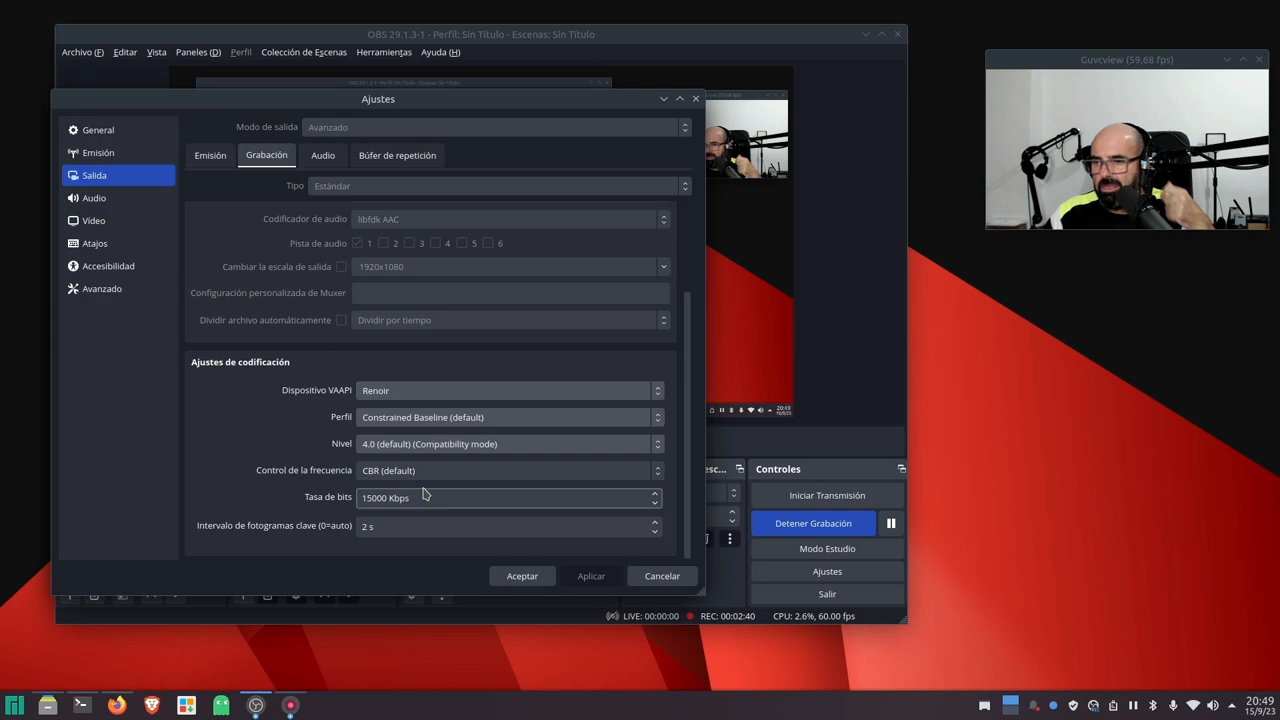 OBS 29.1.3-1 - Perfil: Sin Título - Escenas: Sin Título
Archivo (F) Editar Vista Paneles (D) Perfil Colección de Escenas Herramientas Ayuda (H)
Guvcview (59,68 fps)
Ajustes
General
Emisión
Salida
Audio
Vídeo
Atajos
Accesibilidad
Avanzado
Modo de salida Avanzado
Emisión Grabación Audio Búfer de repetición
Tipo Estándar
Codificador de audio libfdk AAC
Pista de audio 1 2 3 4 5 6
Cambiar la escala de salida 1920x1080
Configuración personalizada de Muxer
Dividir archivo automáticamente Dividir por tiempo
Ajustes de codificación
Dispositivo VAAPI Renoir
Perfil Constrained Baseline (default)
Nivel 4.0 (default) (Compatibility mode)
Control de la frecuencia CBR (default)
Tasa de bits 15000 Kbps
Intervalo de fotogramas clave (0=auto) 2 s
Aceptar Aplicar Cancelar
20:49
15/9/23
esc...
Controles
Iniciar Transmisión
Detener Grabación
Modo Estudio
Ajustes
Salir
LIVE: 00:00:00 REC: 00:02:40 CPU: 2.6%, 60.00 fps
20:49
15/9/23